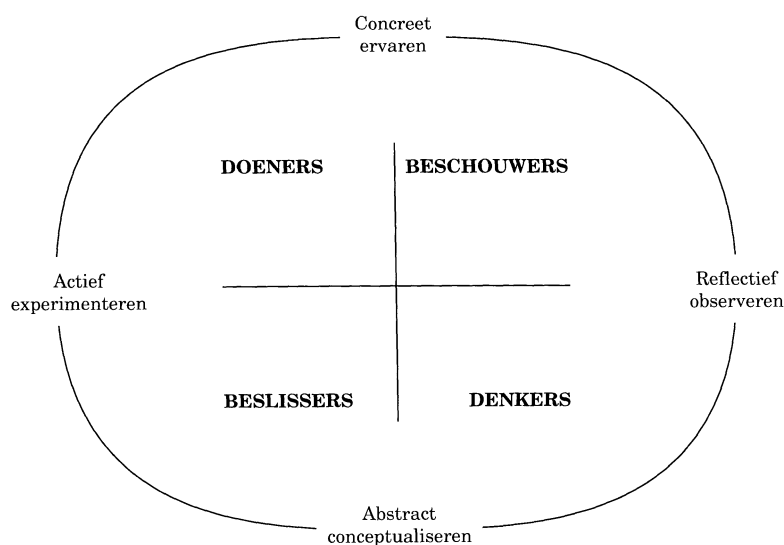 Concreet
ervaren
DOENERS
BESCHOUWERS
Actief
experimenteren
Reflectief
observeren
BESLISSERS
DENKERS
Abstract
conceptualiseren